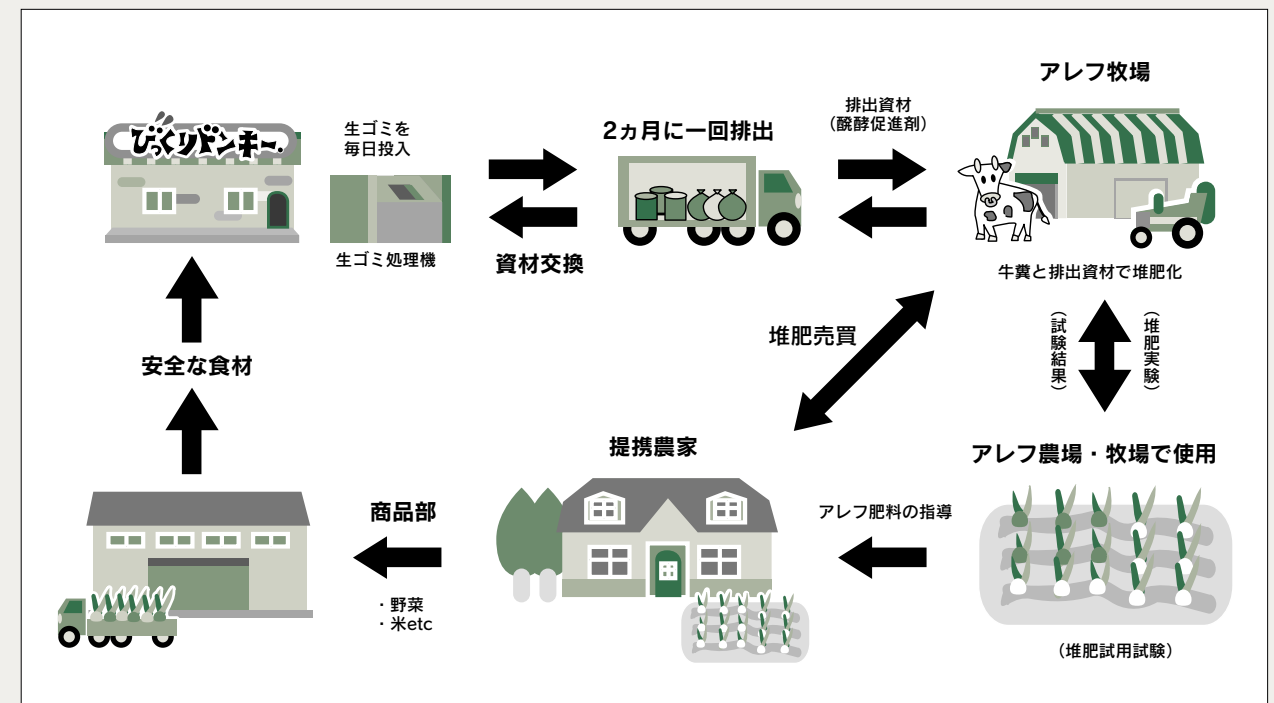 びっくりドンキー
生ゴミを
毎日投入
生ゴミ処理機
2ヵ月に一回排出
資材交換
排出資材
（醗酵促進剤）
アレフ牧場
牛糞と排出資材で堆肥化
（堆肥実験）
（試験結果）
堆肥売買
アレフ農場・牧場で使用
（堆肥試用試験）
アレフ肥料の指導
提携農家
商品部
・野菜
・米etc
安全な食材